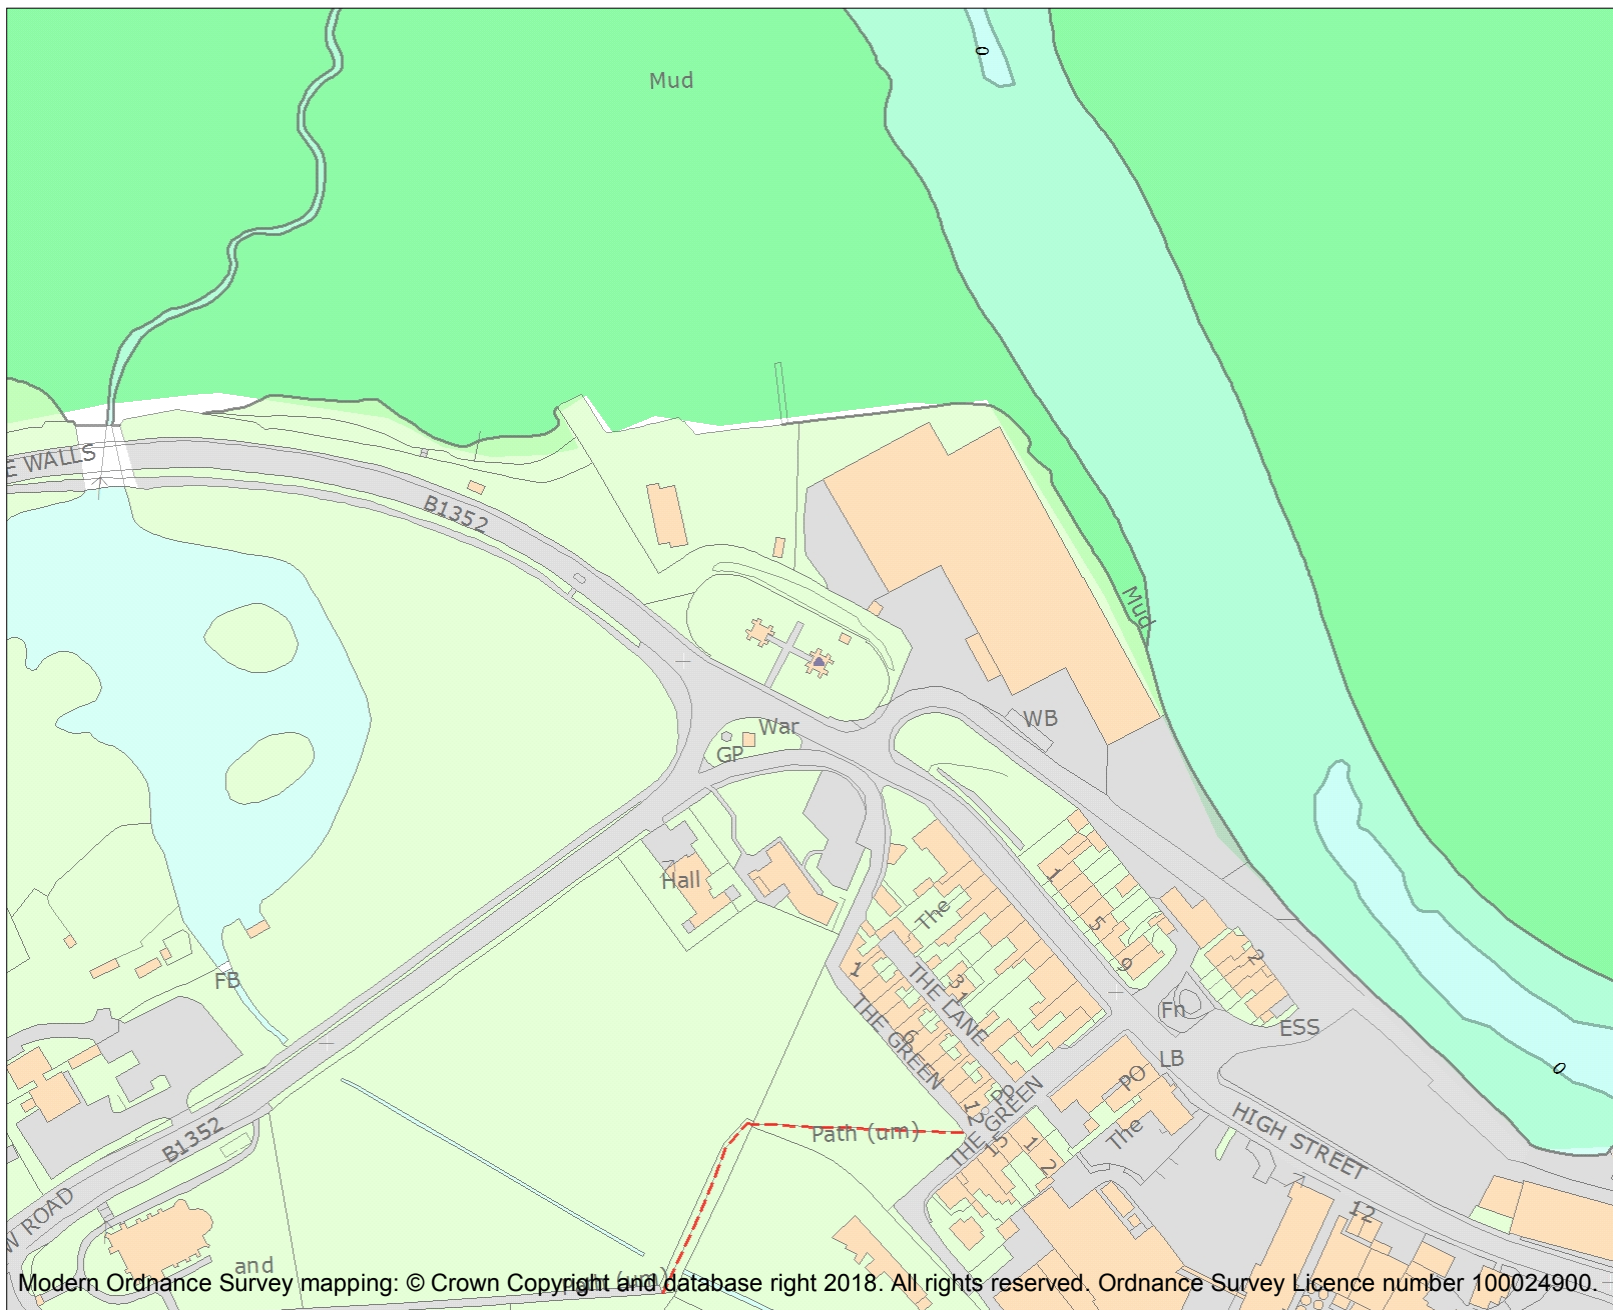 0
Mud
E WALLS
B1352
Mud
War
WB
GP
Hall
1
The
5
1
9
2
3
1
THE LANE
FB
6
THE GREEN
Fn
ESS
LB
PO
PO
12
THE GREEN
15
1
2
The
Path (um)
HIGH STREET
0
B1352
W ROAD
12
and
Path (um)
Modern Ordnance Survey mapping: © Crown Copyright and database right 2018. All rights reserved. Ordnance Survey Licence number 100024900.